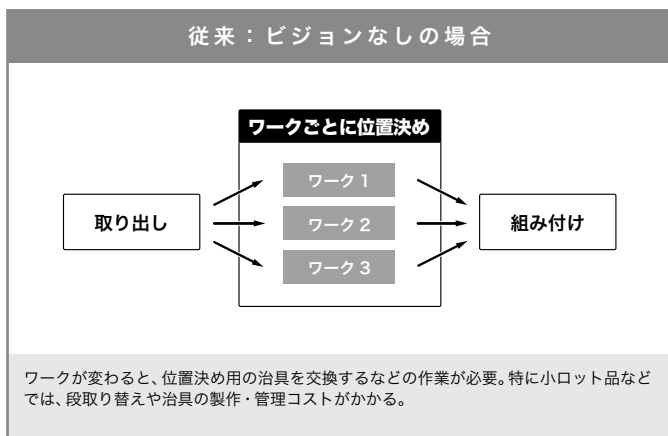 従来：ビジョンなしの場合
ワークごとに位置決め
ワーク 1
取り出し
ワーク 2
組み付け
ワーク 3
ワークが変わると、位置決め用の治具を交換するなどの作業が必要。特に小ロット品など
では、段取り替えや治具の製作・管理コストがかかる。